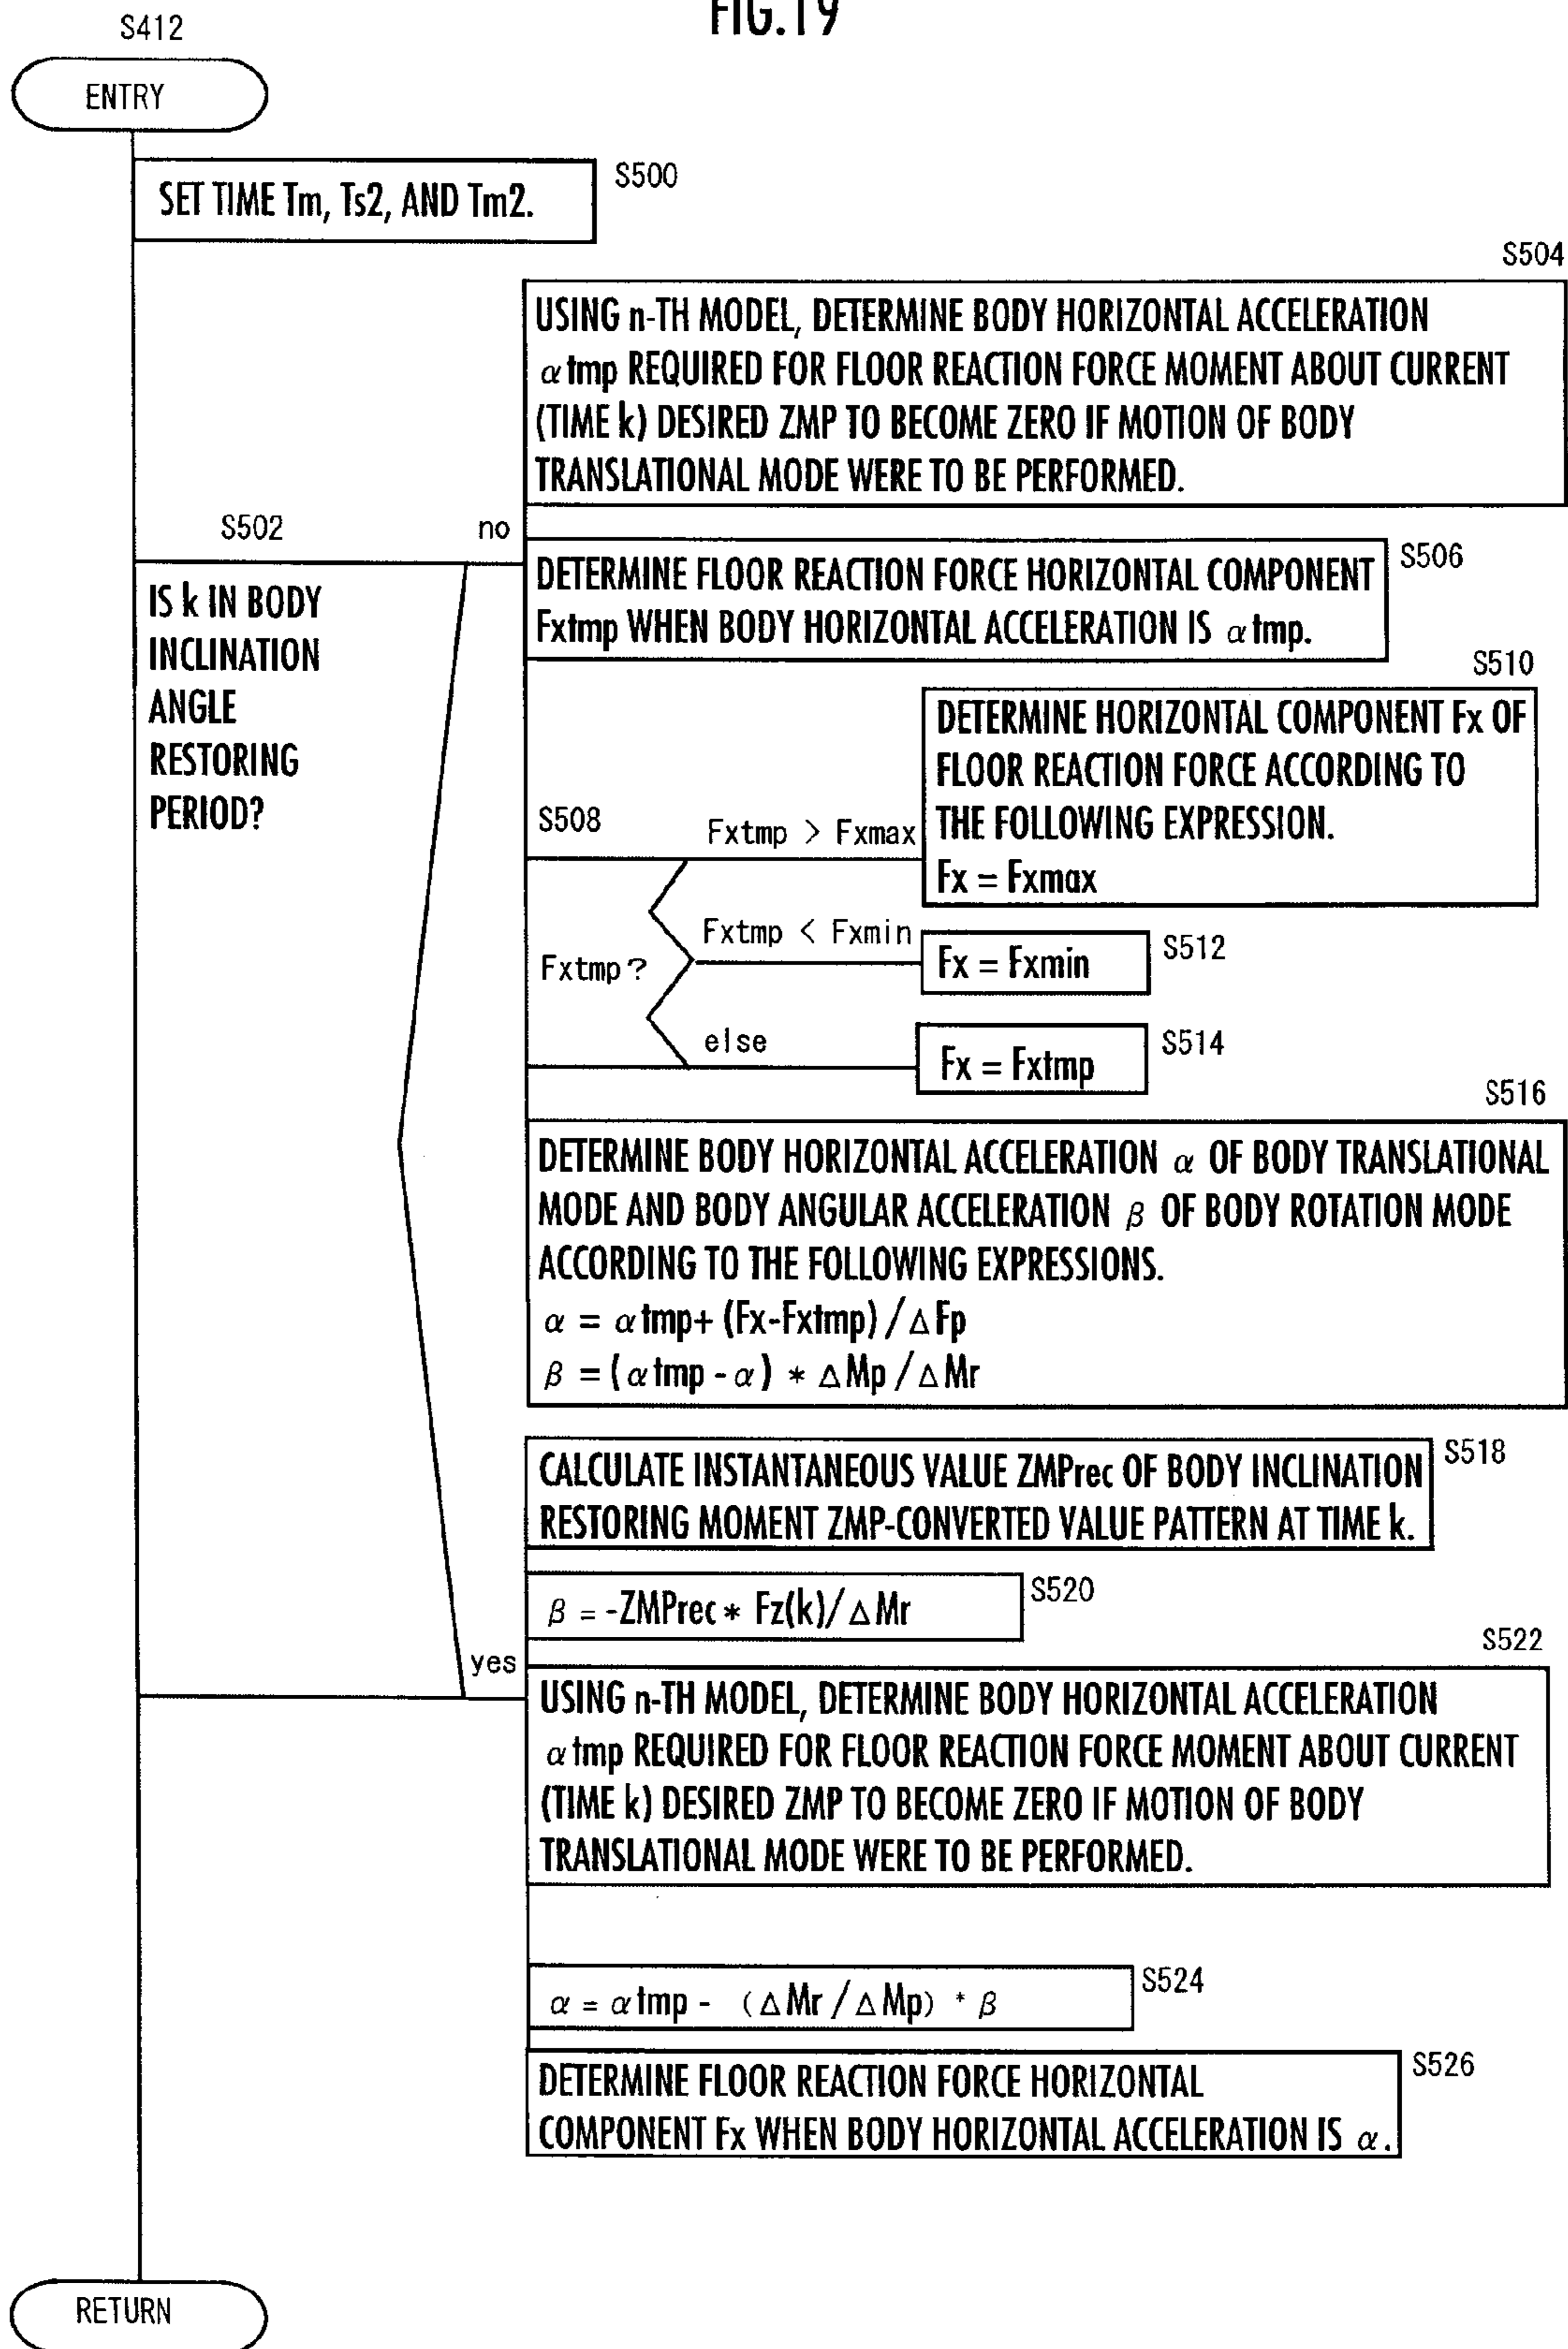 FIG.19
S412
ENTRY
SET TIME Tm, Ts2, AND Tm2.
S500
S504
USING n-TH MODEL, DETERMINE BODY HORIZONTAL ACCELERATION
αtmp REQUIRED FOR FLOOR REACTION FORCE MOMENT ABOUT CURRENT
(TIME k) DESIRED ZMP TO BECOME ZERO IF MOTION OF BODY
TRANSLATIONAL MODE WERE TO BE PERFORMED.
S502
no
IS k IN BODY
INCLINATION
ANGLE
RESTORING
PERIOD?
DETERMINE FLOOR REACTION FORCE HORIZONTAL COMPONENT
Fxtmp WHEN BODY HORIZONTAL ACCELERATION IS αtmp.
S506
S510
DETERMINE HORIZONTAL COMPONENT Fx OF
FLOOR REACTION FORCE ACCORDING TO
THE FOLLOWING EXPRESSION.
Fx = Fxmax
S508
Fxtmp > Fxmax
Fxtmp?
Fxtmp < Fxmin
Fx = Fxmin
S512
else
Fx = Fxtmp
S514
S516
DETERMINE BODY HORIZONTAL ACCELERATION α OF BODY TRANSLATIONAL
MODE AND BODY ANGULAR ACCELERATION β OF BODY ROTATION MODE
ACCORDING TO THE FOLLOWING EXPRESSIONS.
α = αtmp+ (Fx-Fxtmp)/ΔFp
β =(αtmp-α) * ΔMp/ΔMr
S518
CALCULATE INSTANTANEOUS VALUE ZMPrec OF BODY INCLINATION
RESTORING MOMENT ZMP-CONVERTED VALUE PATTERN AT TIME k.
β = -ZMPrec* Fz(k)/ΔMr
S520
S522
yes
USING n-TH MODEL, DETERMINE BODY HORIZONTAL ACCELERATION
αtmp REQUIRED FOR FLOOR REACTION FORCE MOMENT ABOUT CURRENT
(TIME k) DESIRED ZMP TO BECOME ZERO IF MOTION OF BODY
TRANSLATIONAL MODE WERE TO BE PERFORMED.
α = αtmp - (ΔMr/ΔMp) * β
S524
DETERMINE FLOOR REACTION FORCE HORIZONTAL
COMPONENT Fx WHEN BODY HORIZONTAL ACCELERATION IS α.
S526
RETURN